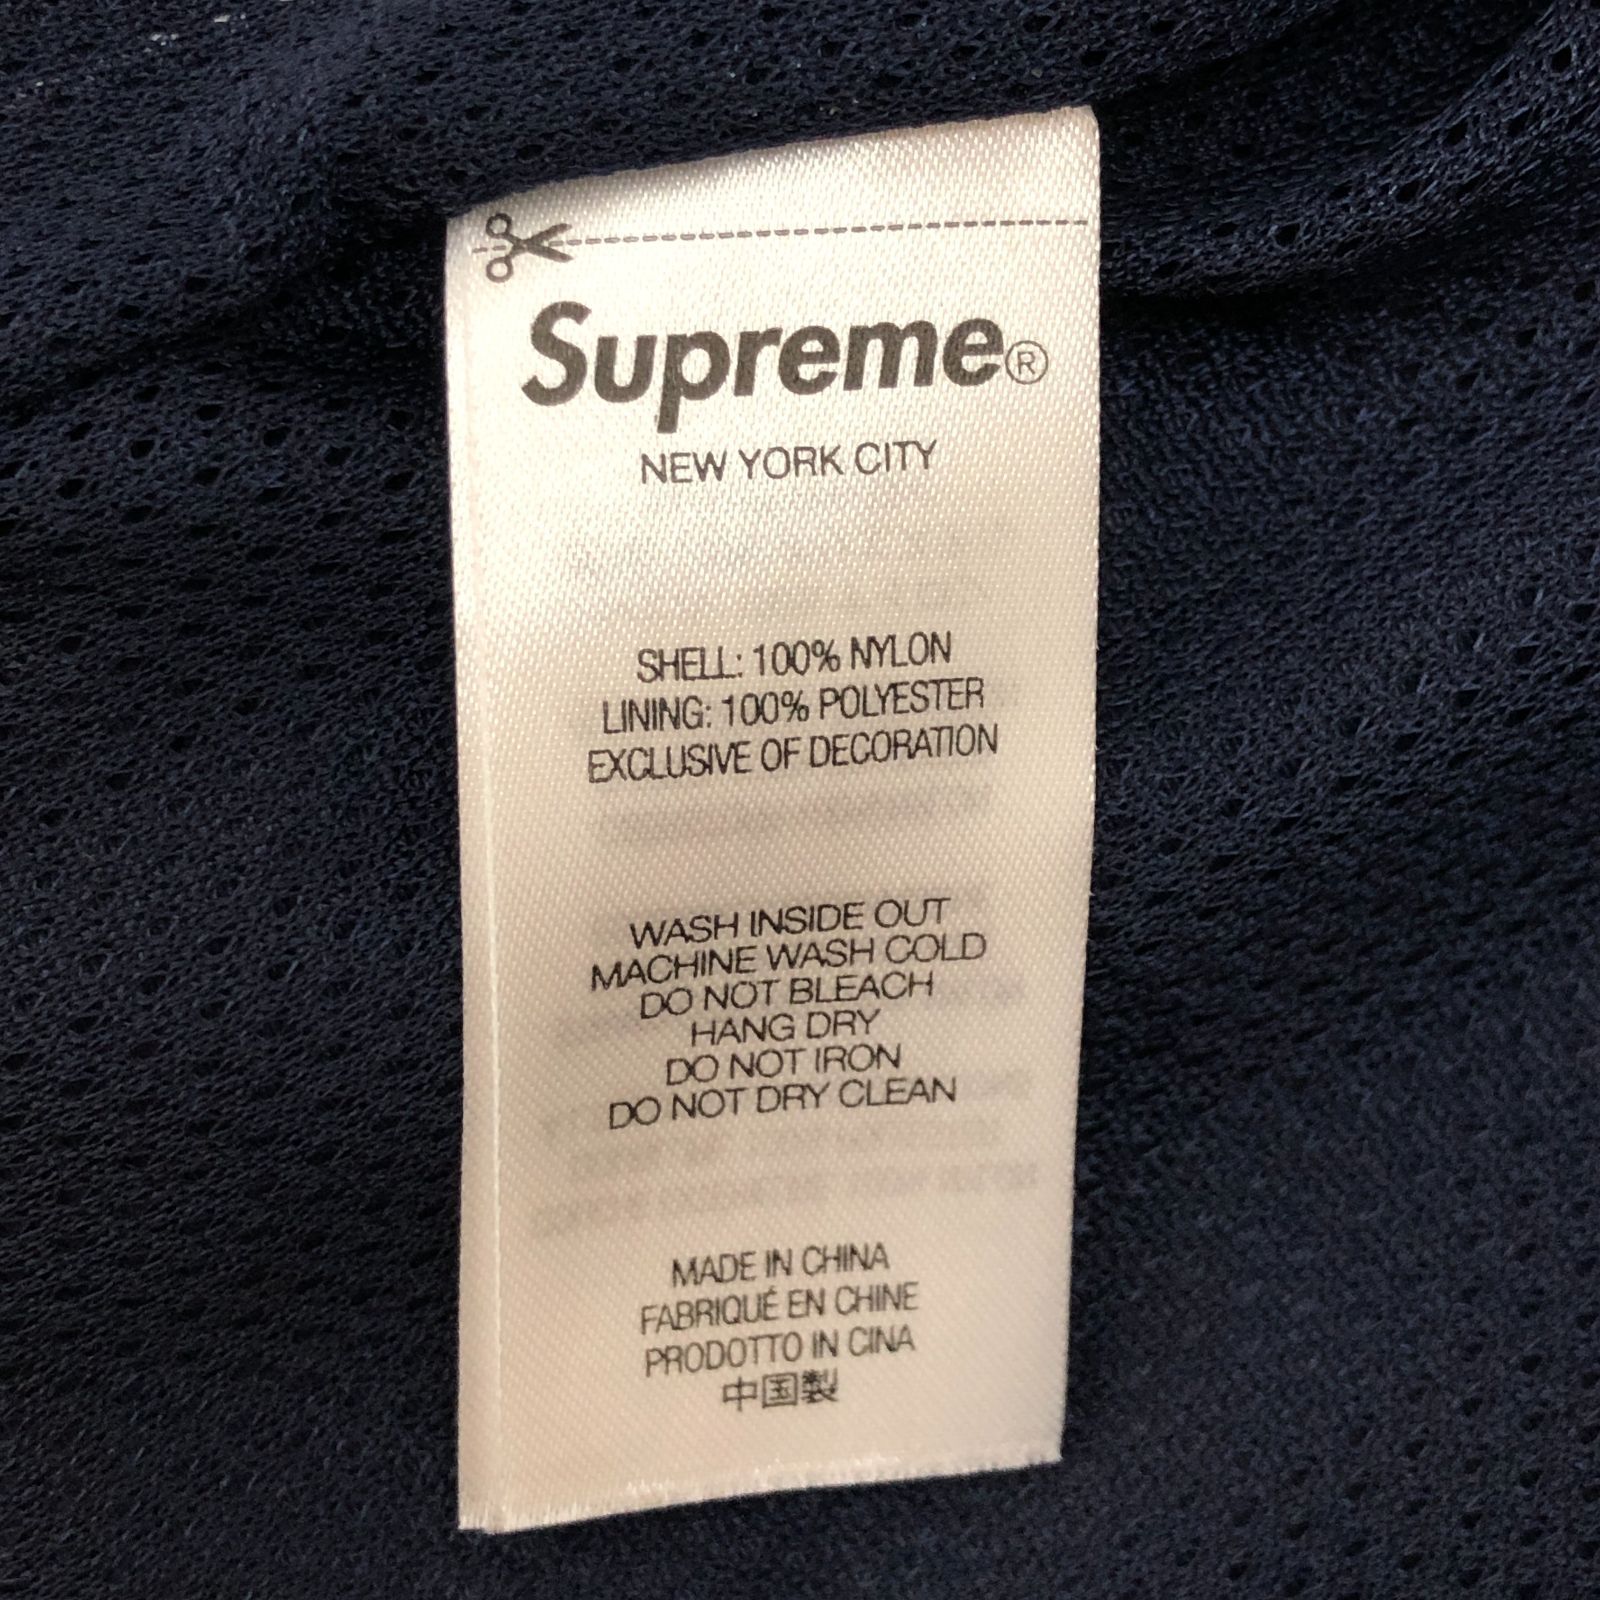 Supreme®
NEW YORK CITY
SHELL: 100% NYLON
LINING: 100% POLYESTER
EXCLUSIVE OF DECORATION
WASH INSIDE OUT
MACHINE WASH COLD
DO NOT BLEACH
HANG DRY
DO NOT IRON
DO NOT DRY CLEAN
MADE IN CHINA
FABRIQUÉ EN CHINE
PRODOTTO IN CINA
中国製